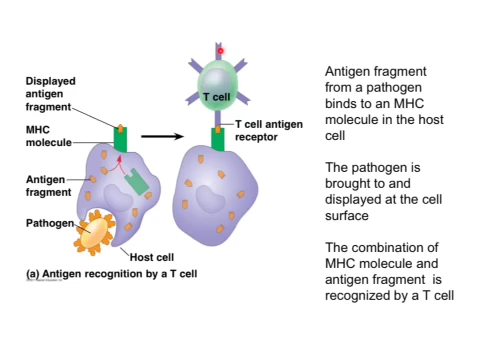 Displayed
antigen
fragment
T cell
MHC
molecule
T cell antigen
receptor
Antigen
fragment
Pathogen
Host cell
(a) Antigen recognition by a T cell
Antigen fragment
from a pathogen
binds to an MHC
molecule in the host
cell
The pathogen is
brought to and
displayed at the cell
surface
The combination of
MHC molecule and
antigen fragment  is
recognized by a T cell